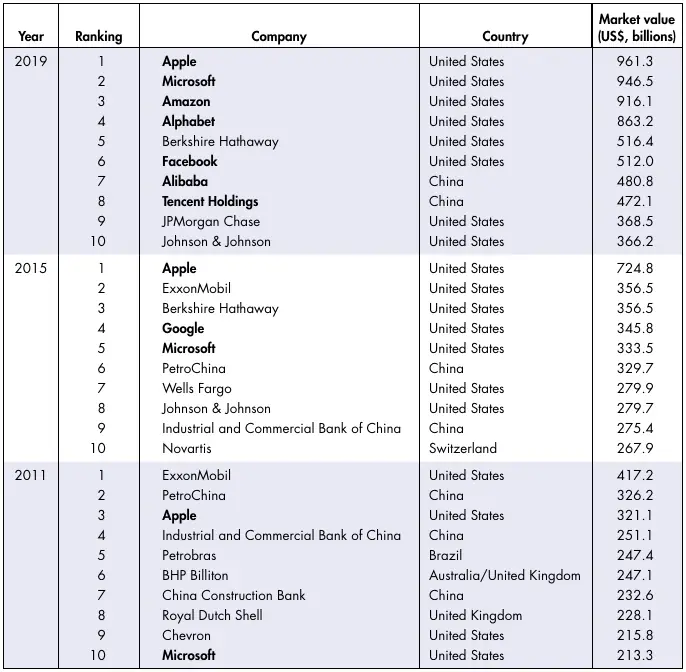 Year Ranking Company Country Market value (US$, billions)
2019 1 Apple United States 961.3
2 Microsoft United States 946.5
3 Amazon United States 916.1
4 Alphabet United States 863.2
5 Berkshire Hathaway United States 516.4
6 Facebook United States 512.0
7 Alibaba China 480.8
8 Tencent Holdings China 472.1
9 JPMorgan Chase United States 368.5
10 Johnson & Johnson United States 366.2
2015 1 Apple United States 724.8
2 ExxonMobil United States 356.5
3 Berkshire Hathaway United States 356.5
4 Google United States 345.8
5 Microsoft United States 333.5
6 PetroChina China 329.7
7 Wells Fargo United States 279.9
8 Johnson & Johnson United States 279.7
9 Industrial and Commercial Bank of China China 275.4
10 Novartis Switzerland 267.9
2011 1 ExxonMobil United States 417.2
2 PetroChina China 326.2
3 Apple United States 321.1
4 Industrial and Commercial Bank of China China 251.1
5 Petrobras Brazil 247.4
6 BHP Billiton Australia/United Kingdom 247.1
7 China Construction Bank China 232.6
8 Royal Dutch Shell United Kingdom 228.1
9 Chevron United States 215.8
10 Microsoft United States 213.3